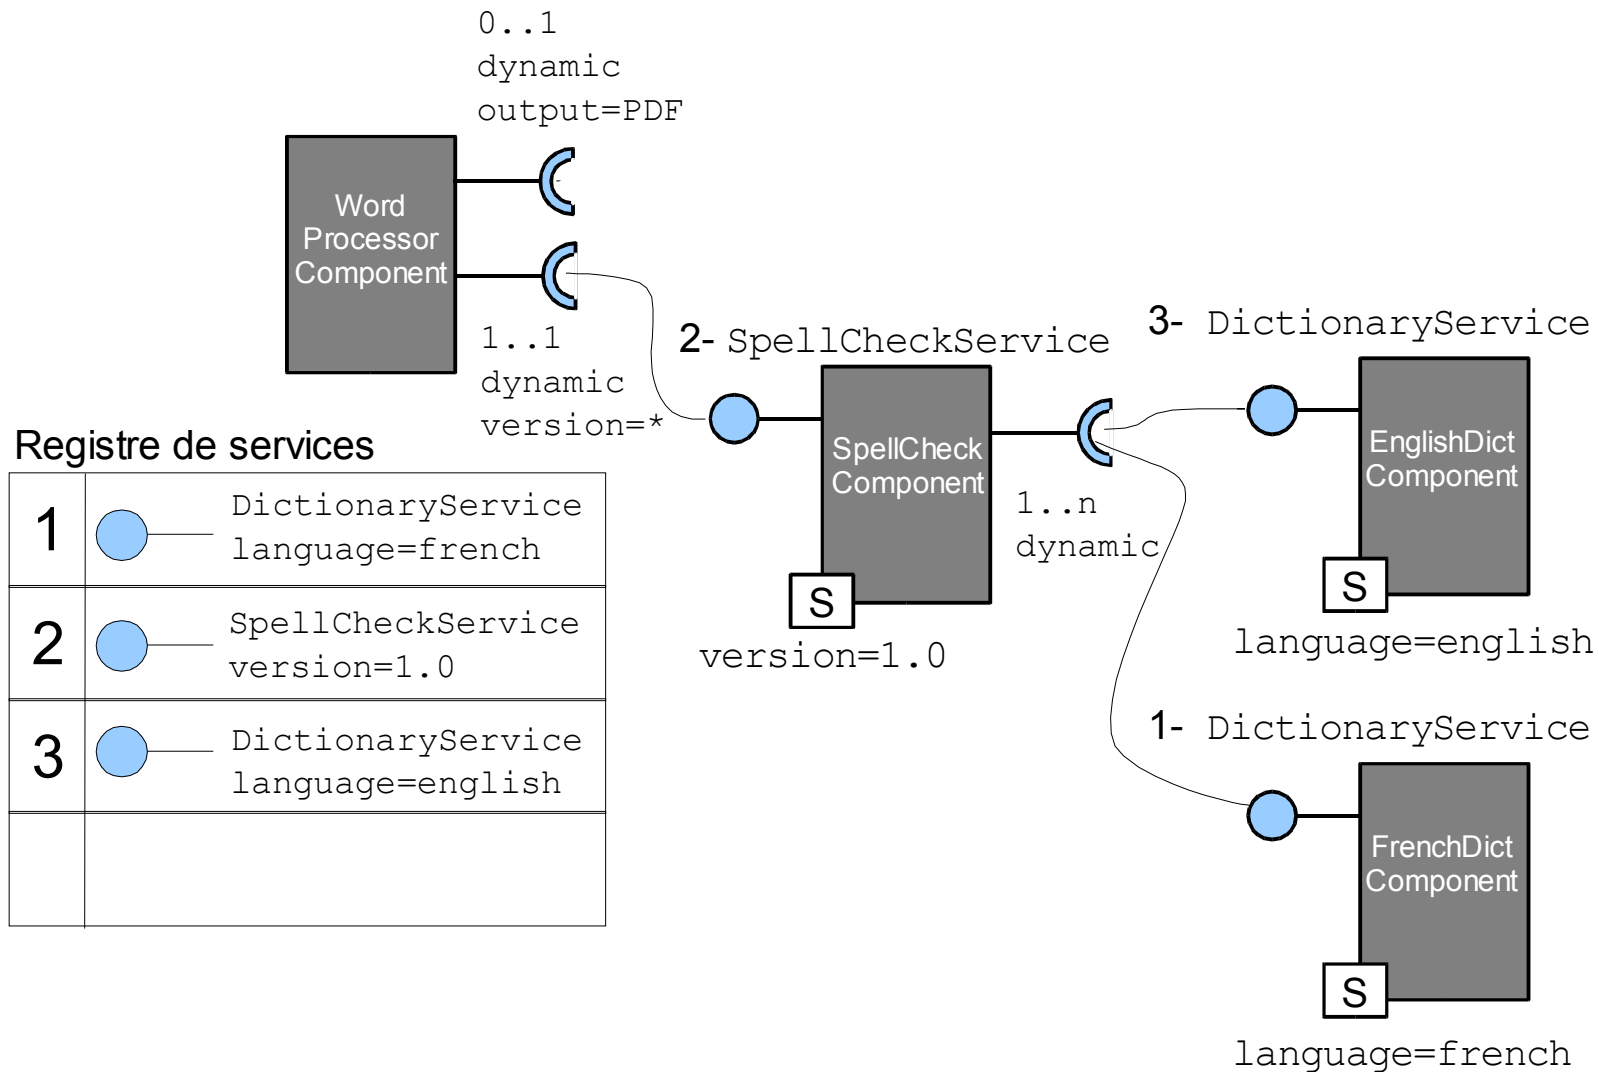 0..1
dynamic
output=PDF
Word
Processor
Component
1..1
dynamic
version=*
2- SpellCheckService
SpellCheck
Component
S
version=1.0
1..n
dynamic
3- DictionaryService
EnglishDict
Component
S
language=english
1- DictionaryService
FrenchDict
Component
S
language=french
Registre de services
1
DictionaryService
language=french
2
SpellCheckService
version=1.0
3
DictionaryService
language=english